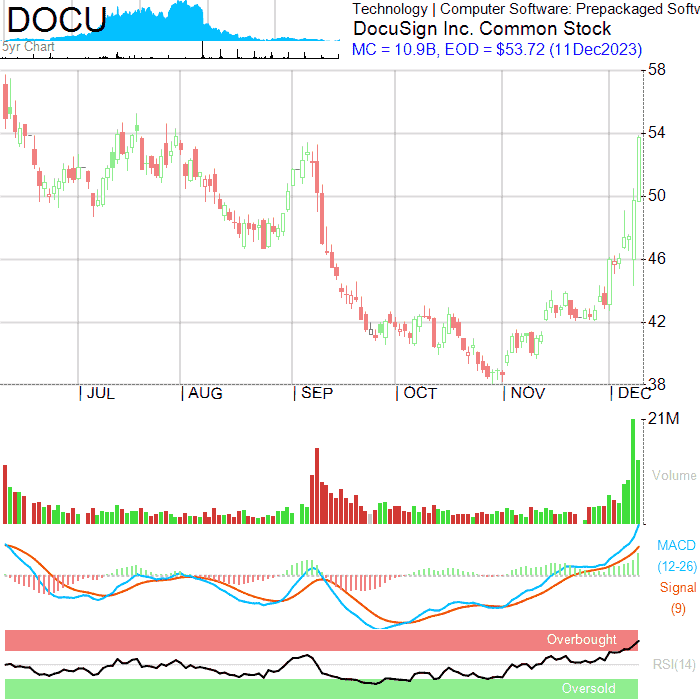 DOCU
5yr Chart
Technology | Computer Software: Prepackaged Softw
DocuSign Inc. Common Stock
MC = 10.9B, EOD = $53.72 (11Dec2023)
58
54
50
46
42
38
JUL AUG SEP OCT NOV DEC
21M
Volume
MACD
(12-26)
Signal
(9)
Overbought
RSI(14)
Oversold